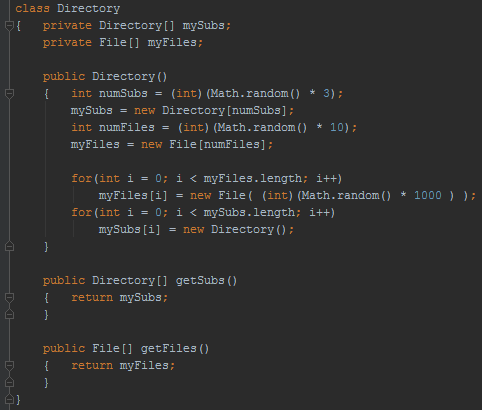 class Directory
{   private Directory[] mySubs;
    private File[] myFiles;

    public Directory()
    {   int numSubs = (int)(Math.random() * 3);
        mySubs = new Directory[numSubs];
        int numFiles = (int)(Math.random() * 10);
        myFiles = new File[numFiles];

        for(int i = 0; i < myFiles.length; i++)
            myFiles[i] = new File( (int)(Math.random() * 1000 ) );
        for(int i = 0; i < mySubs.length; i++)
            mySubs[i] = new Directory();
    }

    public Directory[] getSubs()
    {   return mySubs;
    }

    public File[] getFiles()
    {   return myFiles;
    }
}